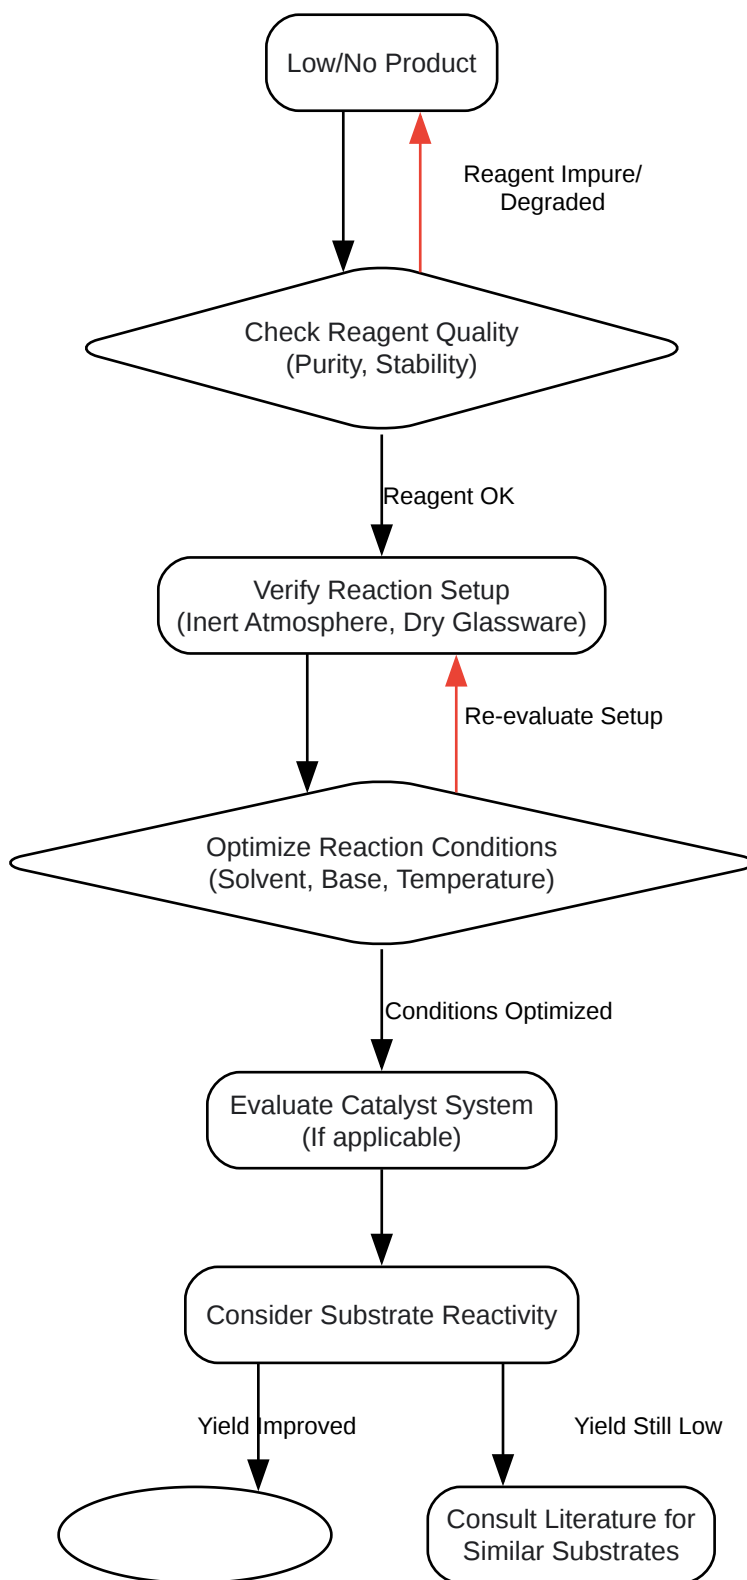 Low/No Product
Reagent Impure/
Degraded
Check Reagent Quality
(Purity, Stability)
Reagent OK
Verify Reaction Setup
(Inert Atmosphere, Dry Glassware)
Re-evaluate Setup
Optimize Reaction Conditions
(Solvent, Base, Temperature)
Conditions Optimized
Evaluate Catalyst System
(If applicable)
Consider Substrate Reactivity
Yield Improved
Yield Still Low
Consult Literature for
Similar Substrates